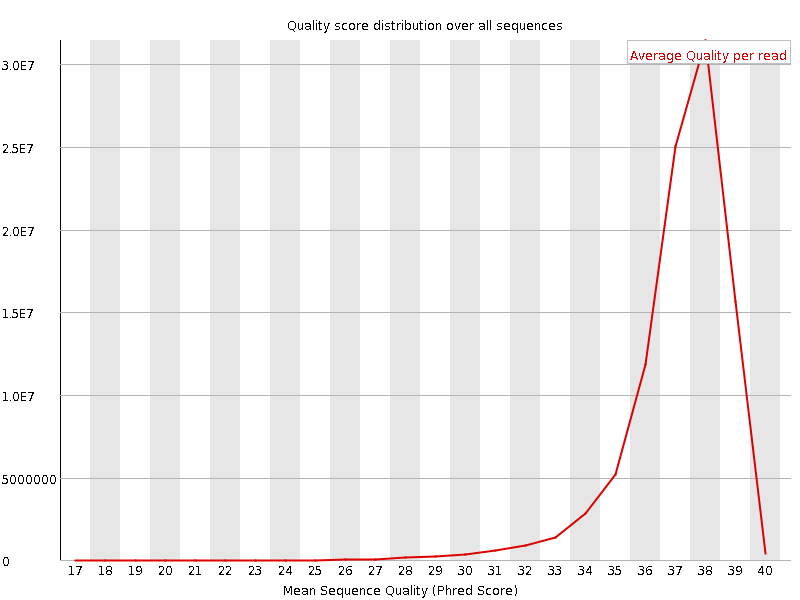 Quality score distribution over all sequences
Average Quality per read
3.0E7
2.5E7
2.0E7
1.5E7
1.0E7
5000000
0
17 18 19 20 21 22 23 24 25 26 27 28 29 30 31 32 33 34 35 36 37 38 39 40
Mean Sequence Quality (Phred Score)